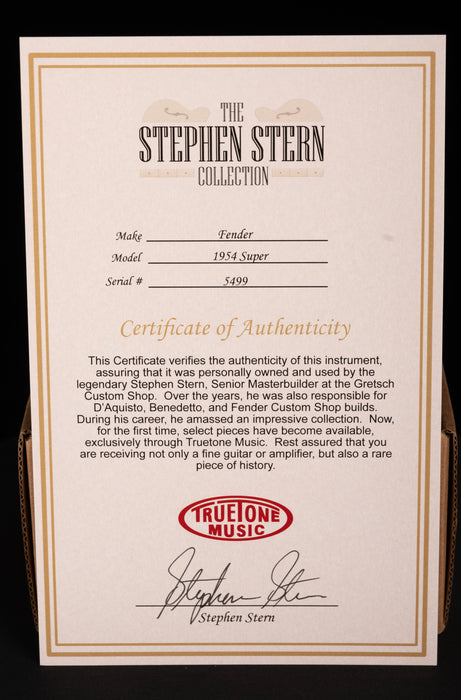 THE
STEPHEN STERN
COLLECTION
Make Fender
Model 1954 Super
Serial # 5499
Certificate of Authenticity
This Certificate verifies the authenticity of this instrument,
assuring that it was personally owned and used by the
legendary Stephen Stern, Senior Masterbuilder at the Gretsch
Custom Shop. Over the years, he was also responsible for
D'Aquisto, Benedetto, and Fender Custom Shop builds.
During his career, he amassed an impressive collection. Now,
for the first time, select pieces have become available,
exclusively through Truetone Music. Rest assured that you
are receiving not only a fine guitar or amplifier, but also a rare
piece of history.
TRUETONE
MUSIC
Stephen Stern
Stephen Stern